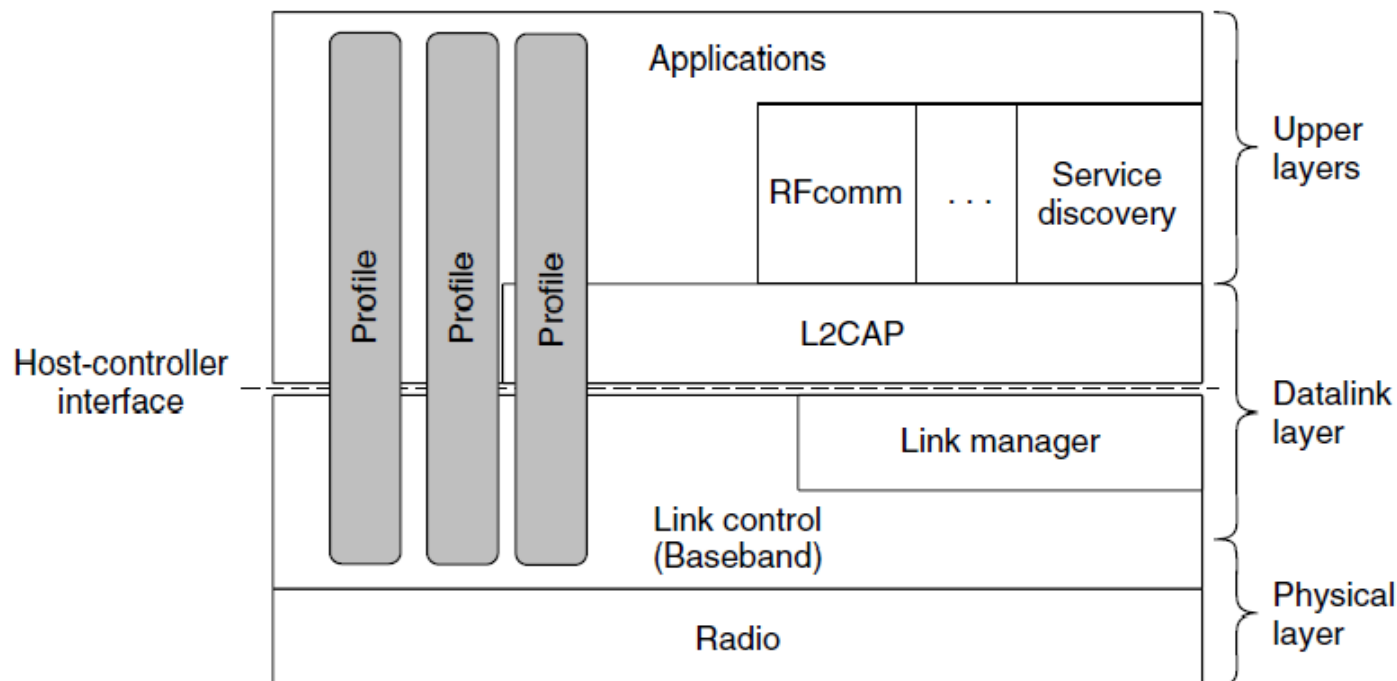 Applications
Upper
layers
RFcomm
. . .
Service
discovery
Profile
Profile
Profile
L2CAP
Host-controller
interface
Datalink
layer
Link manager
Link control
(Baseband)
Physical
layer
Radio